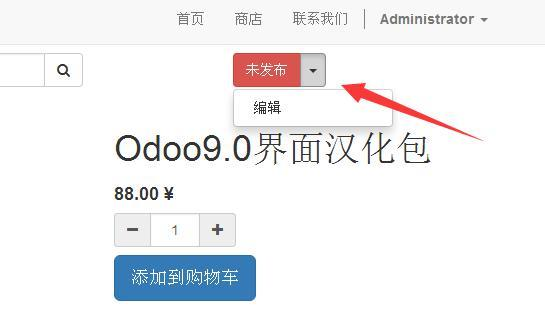 首页 商店 联系我们 Administrator
未发布
编辑
Odoo9.0界面汉化包
88.00 ¥
1
添加到购物车